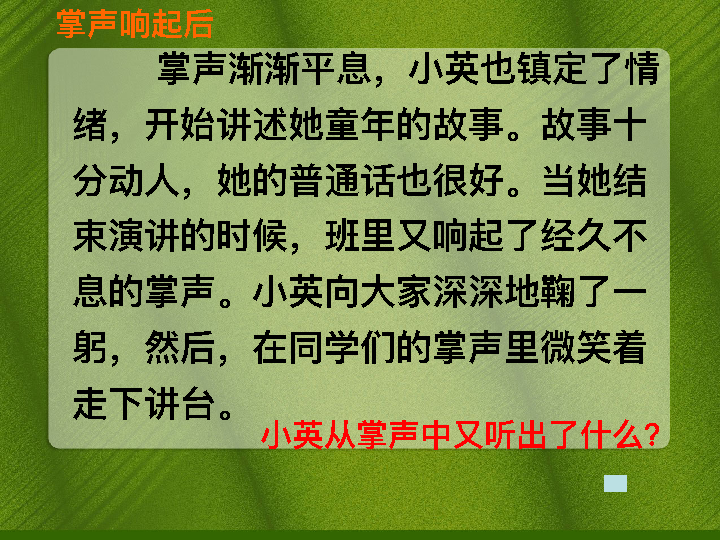 掌声响起后
掌声渐渐平息，小英也镇定了情
绪，开始讲述她童年的故事。故事十
分动人，她的普通话也很好。当她结
束演讲的时候，班里又响起了经久不
息的掌声。小英向大家深深地鞠了一
躬，然后，在同学们的掌声里微笑着
走下讲台。
小英从掌声中又听出了什么？